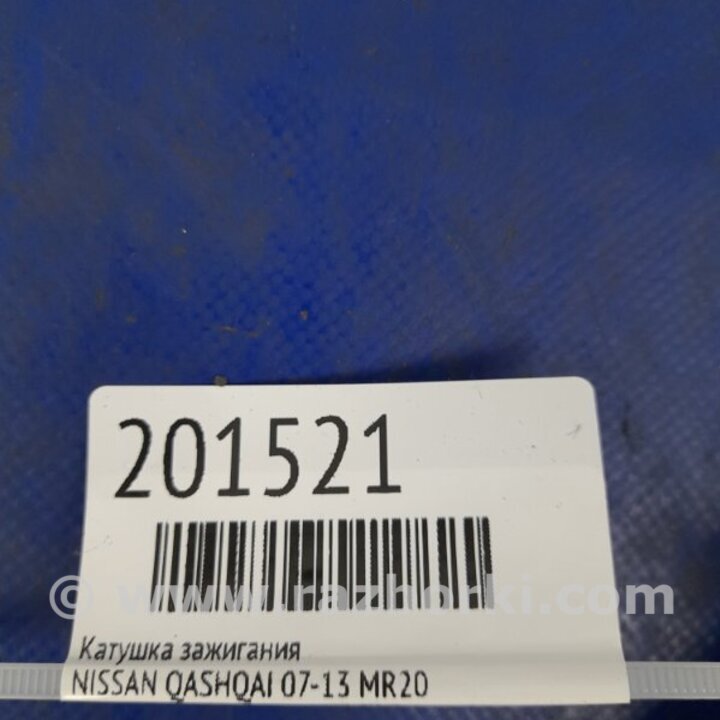 201521
© www.razborki.com
Катушка зажигания
NISSAN QASHQAI 07-13 MR20